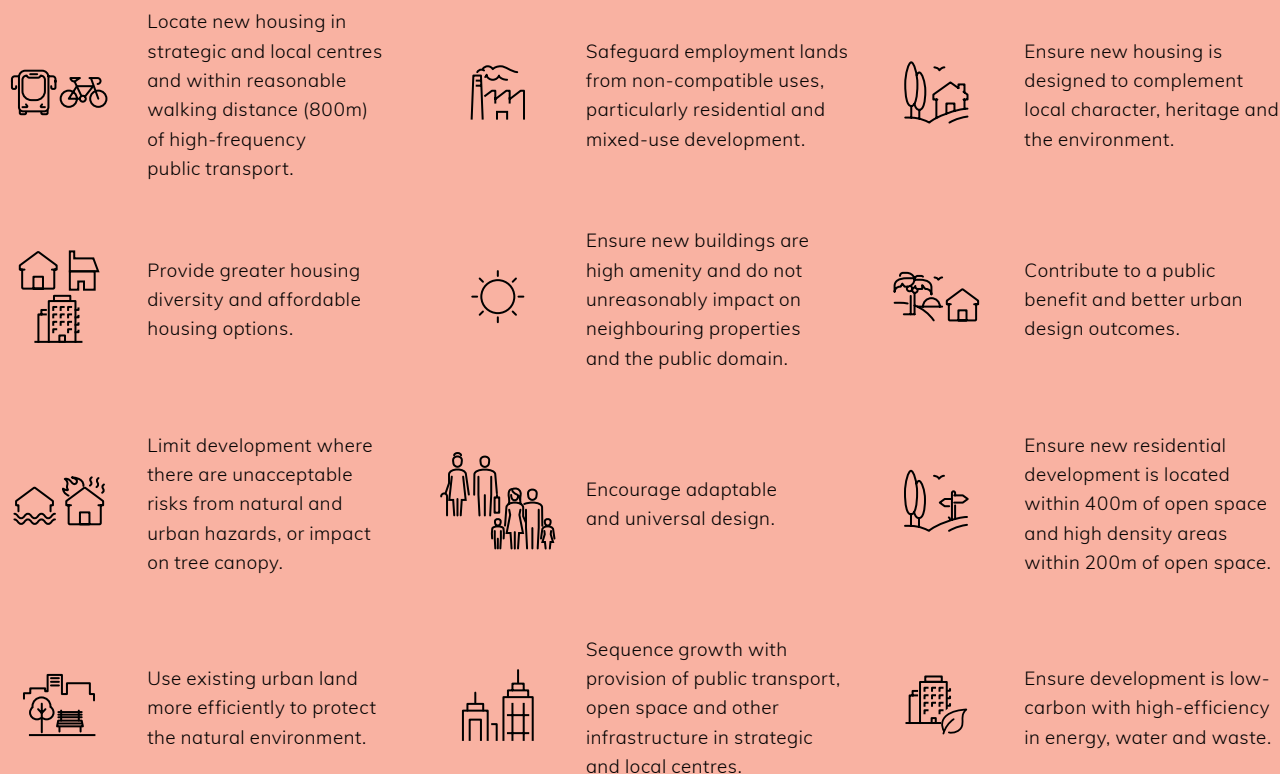 Locate new housing in
strategic and local centres
and within reasonable
walking distance (800m)
of high-frequency
public transport.
Safeguard employment lands
from non-compatible uses,
particularly residential and
mixed-use development.
Ensure new housing is
designed to complement
local character, heritage and
the environment.
Provide greater housing
diversity and affordable
housing options.
Ensure new buildings are
high amenity and do not
unreasonably impact on
neighbouring properties
and the public domain.
Contribute to a public
benefit and better urban
design outcomes.
Limit development where
there are unacceptable
risks from natural and
urban hazards, or impact
on tree canopy.
Encourage adaptable
and universal design.
Ensure new residential
development is located
within 400m of open space
and high density areas
within 200m of open space.
Use existing urban land
more efficiently to protect
the natural environment.
Sequence growth with
provision of public transport,
open space and other
infrastructure in strategic
and local centres.
Ensure development is low-
carbon with high-efficiency
in energy, water and waste.